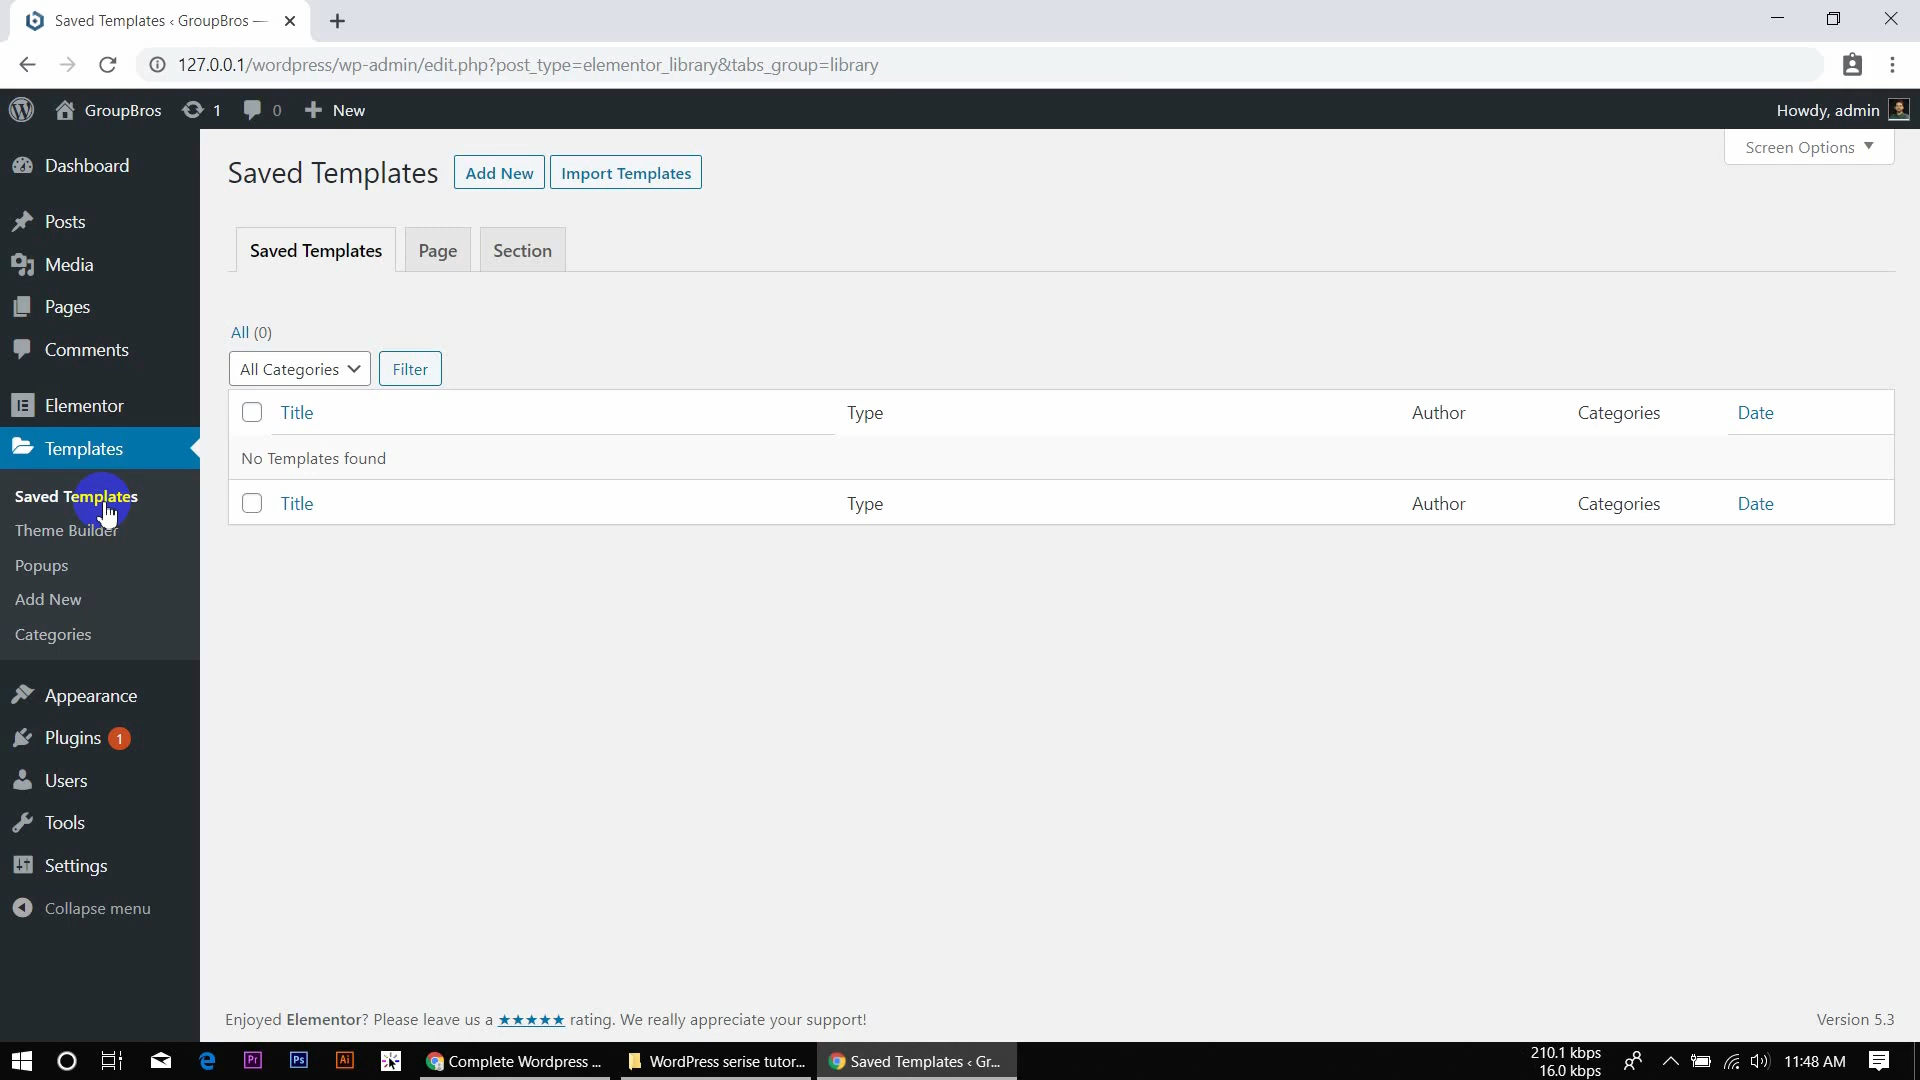 Saved Templates ‹ GroupBros —
127.0.0.1/wordpress/wp-admin/edit.php?post_type=elementor_library&tabs_group=library
GroupBros 1 0 New Howdy, admin
Screen Options
Saved Templates Add New Import Templates
Saved Templates Page Section
All (0)
All Categories Filter
Title Type Author Categories Date
No Templates found
Title Type Author Categories Date
Dashboard
Posts
Media
Pages
Comments
Elementor
Templates
Saved Templates
Theme Builder
Popups
Add New
Categories
Appearance
Plugins 1
Users
Tools
Settings
Collapse menu
Enjoyed Elementor? Please leave us a ★★★★★ rating. We really appreciate your support! Version 5.3
Pr Ps Ai Complete Wordpress ... WordPress serise tutor... Saved Templates ‹ Gr... 210.1 kbps
16.0 kbps
11:48 AM